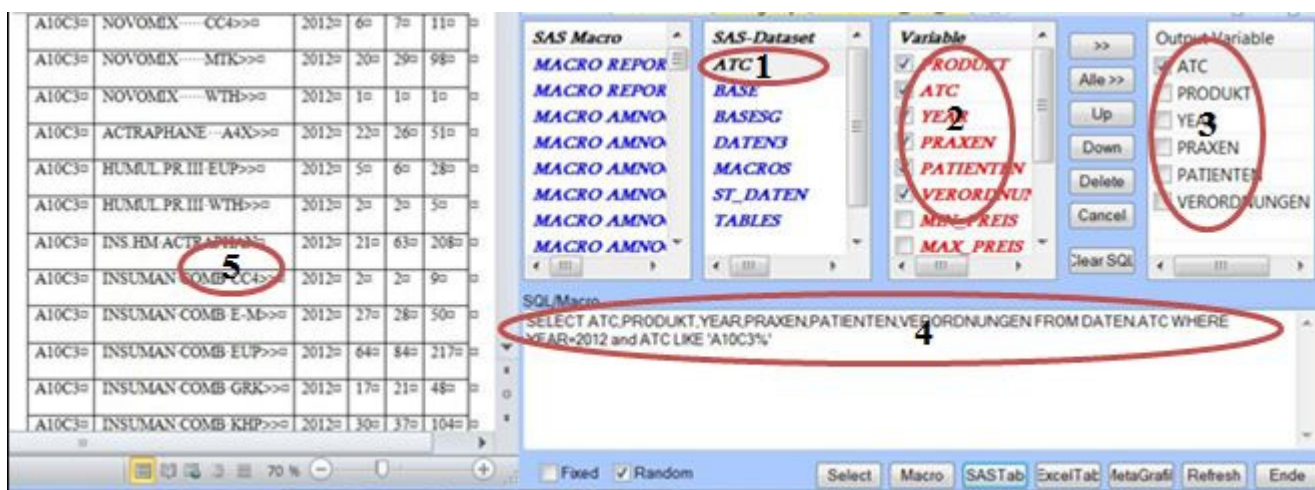 A10C3¤ NOVOMIX·····CC4>>¤ 2012¤ 6¤ 7¤ 11¤ ¤
A10C3¤ NOVOMIX·····MTK>>¤ 2012¤ 20¤ 29¤ 98¤ ¤
A10C3¤ NOVOMIX·····WTH>>¤ 2012¤ 1¤ 1¤ 1¤ ¤
A10C3¤ ACTRAPHANE···A4X>>¤ 2012¤ 22¤ 26¤ 51¤ ¤
A10C3¤ HUMUL.PR.III·EUP>>¤ 2012¤ 5¤ 6¤ 28¤ ¤
A10C3¤ HUMUL.PR.III·WTH>>¤ 2012¤ 2¤ 2¤ 5¤ ¤
A10C3¤ INS.HM·ACTRAPHAN¤ 2012¤ 21¤ 63¤ 208¤ ¤
5
A10C3¤ INSUMAN·COMB·CC4>>¤ 2012¤ 2¤ 2¤ 9¤ ¤
A10C3¤ INSUMAN·COMB·E-M>>¤ 2012¤ 27¤ 28¤ 50¤ ¤
A10C3¤ INSUMAN·COMB·EUP>>¤ 2012¤ 64¤ 84¤ 217¤ ¤
A10C3¤ INSUMAN·COMB·GRK>>¤ 2012¤ 17¤ 21¤ 48¤ ¤
A10C3¤ INSUMAN·COMB·KHP>>¤ 2012¤ 30¤ 37¤ 104¤ ¤
70 %
SAS Macro
MACRO REPOR
MACRO REPOR
MACRO AMNO
MACRO AMNO
MACRO AMNO
MACRO AMNO
MACRO AMNO
MACRO AMNO
SAS-Dataset
ATC
1
BASE
BASESG
DATEN3
MACROS
ST_DATEN
TABLES
Variable
PRODUKT
ATC
YEAR
2
PRAXEN
PATIENTEN
VERORDNUN
MIN_PREIS
MAX_PREIS
>>
Alle >>
Up
Down
Delete
Cancel
Clear SQL
Output Variable
ATC
PRODUKT
YEAR
3
PRAXEN
PATIENTEN
VERORDNUNGEN
SQL/Macro
SELECT ATC,PRODUKT,YEAR,PRAXEN,PATIENTEN,VERORDNUNGEN FROM DATEN.ATC WHERE
YEAR=2012 and ATC LIKE 'A10C3%'
4
Fixed Random
Select Macro SASTab ExcelTab MetaGrafi Refresh Ende